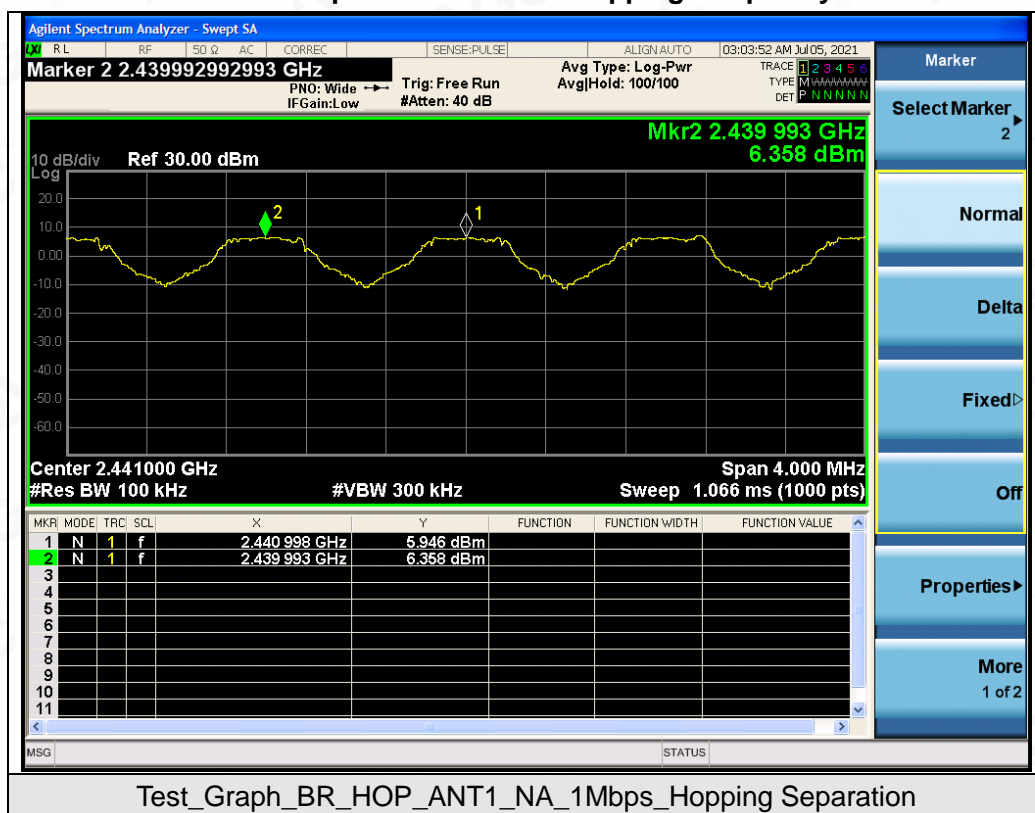 Agilent Spectrum Analyzer - Swept SA
LXI RL RF 50 Ω AC CORREC SENSE:PULSE ALIGN AUTO 03:03:52 AM Jul 05, 2021
Marker 2 2.439992992993 GHz
PNO: Wide Trig: Free Run Avg Type: Log-Pwr TRACE 1 2 3 4 5 6
IFGain:Low #Atten: 40 dB Avg|Hold: 100/100 TYPE M W W W W W
DET P N N N N N
Marker
Select Marker
2
Normal
Delta
Fixed
Off
Properties
More
1 of 2
Mkr2 2.439 993 GHz
6.358 dBm
10 dB/div Ref 30.00 dBm
Log
20.0
10.0
0.00
-10.0
-20.0
-30.0
-40.0
-50.0
-60.0
2
1
Center 2.441000 GHz Span 4.000 MHz
#Res BW 100 kHz #VBW 300 kHz Sweep 1.066 ms (1000 pts)
MKR MODE TRC SCL X Y FUNCTION FUNCTION WIDTH FUNCTION VALUE
1 N 1 f 2.440 998 GHz 5.946 dBm
2 N 1 f 2.439 993 GHz 6.358 dBm
3
4
5
6
7
8
9
10
11
MSG STATUS
Test_Graph_BR_HOP_ANT1_NA_1Mbps_Hopping Separation